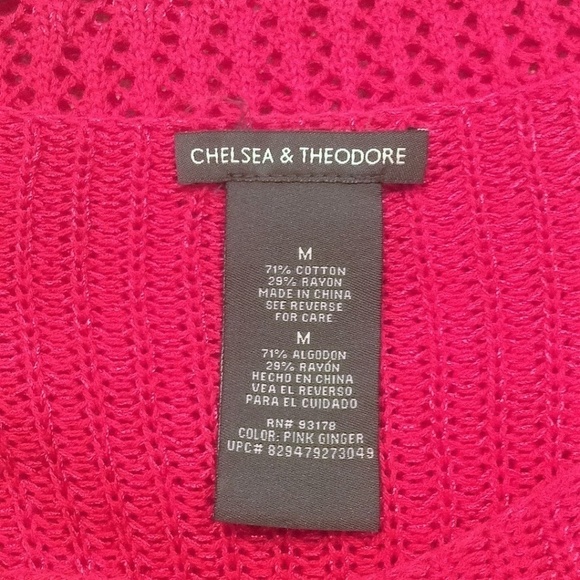 CHELSEA & THEODORE
M
71% COTTON
29% RAYON
MADE IN CHINA
SEE REVERSE
FOR CARE.
M
71% ALGODON
29% RAYÓN
HECHO EN CHINA
VEA EL REVERSO
PARA EL CUIDADO
RN# 93178
COLOR: PINK GINGER
UPC# 829479273049